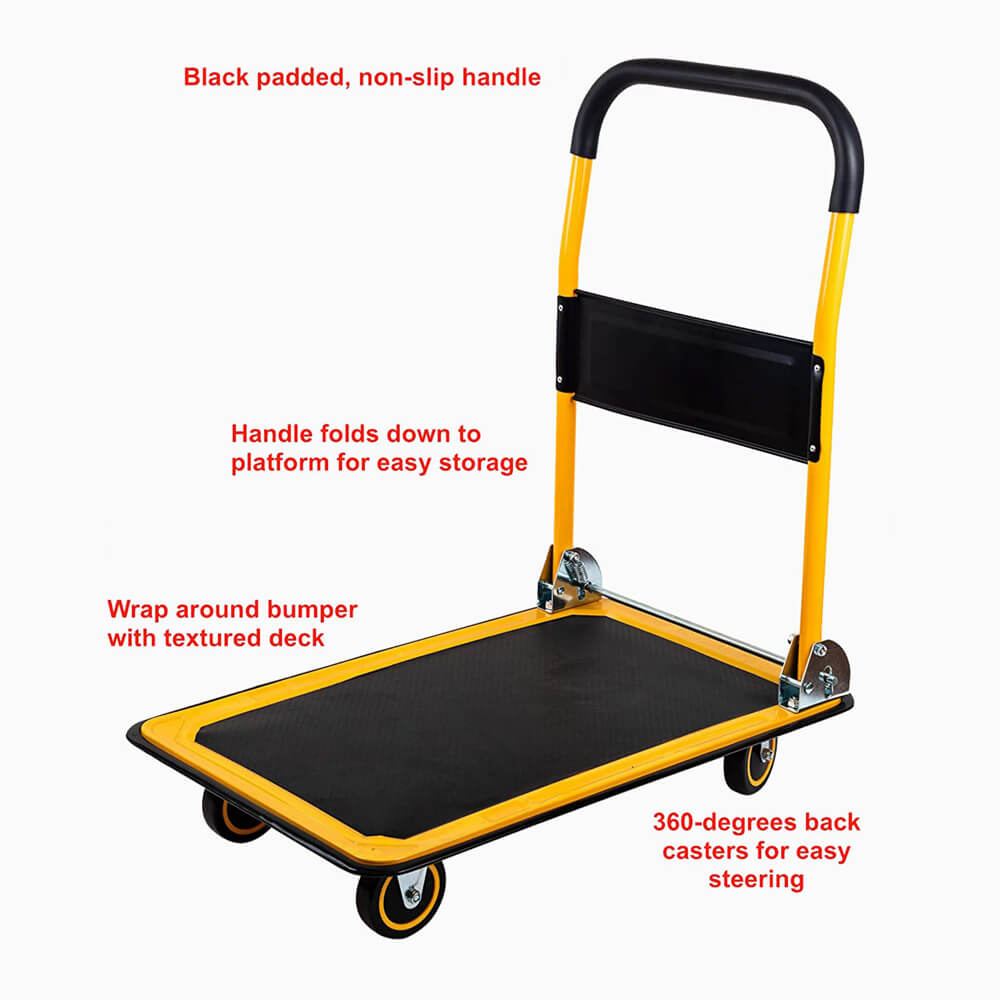 Black padded, non-slip handle
Handle folds down to
platform for easy storage
Wrap around bumper
with textured deck
360-degrees back
casters for easy
steering